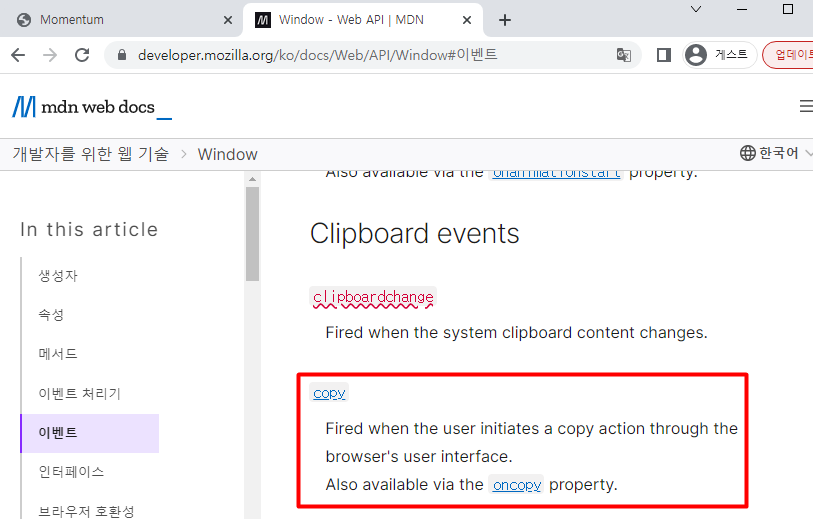 Momentum
Window - Web API | MDN
developer.mozilla.org/ko/docs/Web/API/Window#이벤트
게스트
업데이트
mdn web docs_
개발자를 위한 웹 기술
Window
한국어
Also available via the onanimationstart property.
In this article
생성자
속성
메서드
이벤트 처리기
이벤트
인터페이스
브라우저 호환성
Clipboard events
clipboardchange
Fired when the system clipboard content changes.
copy
Fired when the user initiates a copy action through the
browser's user interface.
Also available via the oncopy property.